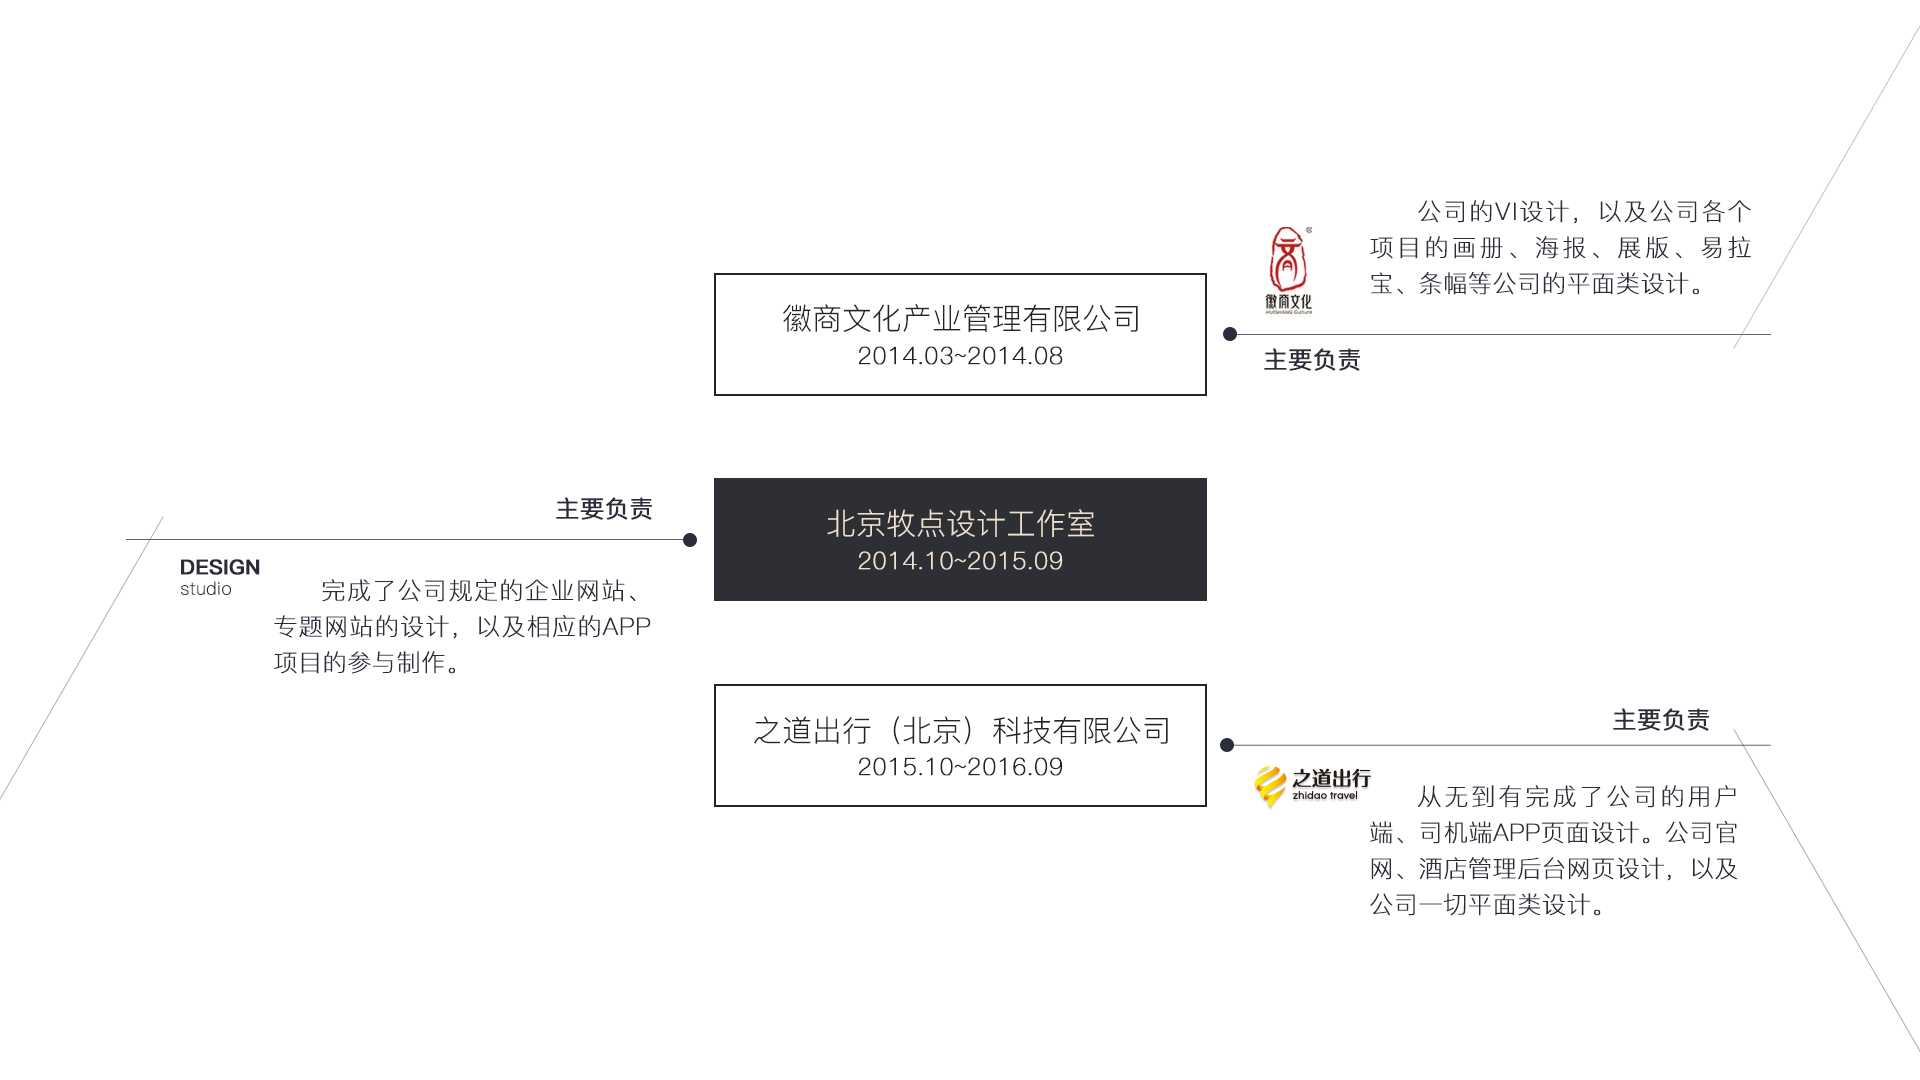 公司的VI设计，以及公司各个
项目的画册、海报、展版、易拉
宝、条幅等公司的平面类设计。
徽商文化
HUISHANG Culture
徽商文化产业管理有限公司
2014.03~2014.08
主要负责
主要负责
北京牧点设计工作室
2014.10~2015.09
DESIGN
studio
完成了公司规定的企业网站、
专题网站的设计，以及相应的APP
项目的参与制作。
之道出行（北京）科技有限公司
2015.10~2016.09
主要负责
之道出行
zhidao travel
从无到有完成了公司的用户
端、司机端APP页面设计。公司官
网、酒店管理后台网页设计，以及
公司一切平面类设计。